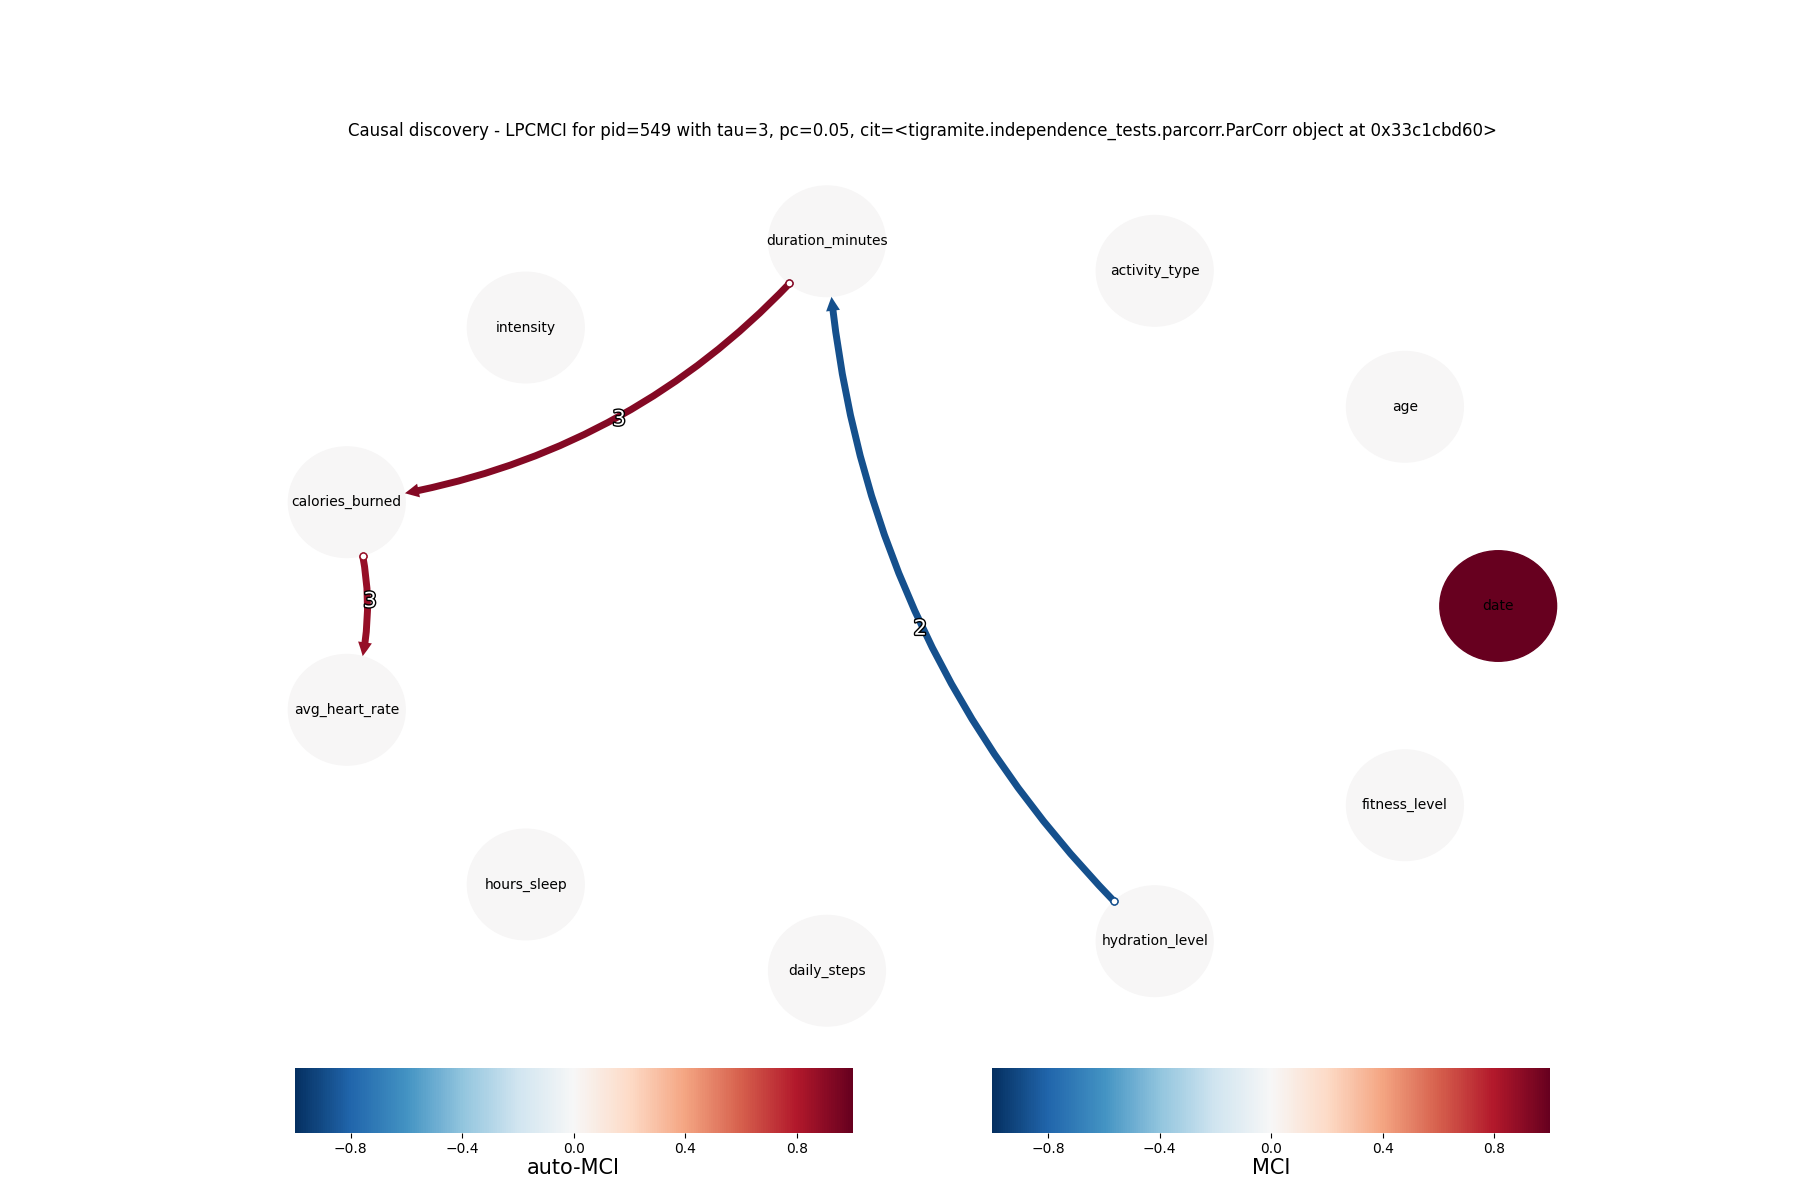 Causal discovery - LPCMCI for pid=549 with tau=3, pc=0.05, cit=<tigramite.independence_tests.parcorr.ParCorr object at 0x33c1cbd60>
duration_minutes
activity_type
intensity
age
3
calories_burned
3
date
2
avg_heart_rate
fitness_level
hours_sleep
hydration_level
daily_steps
−0.8 −0.4 0.0 0.4 0.8
auto-MCI
−0.8 −0.4 0.0 0.4 0.8
MCI